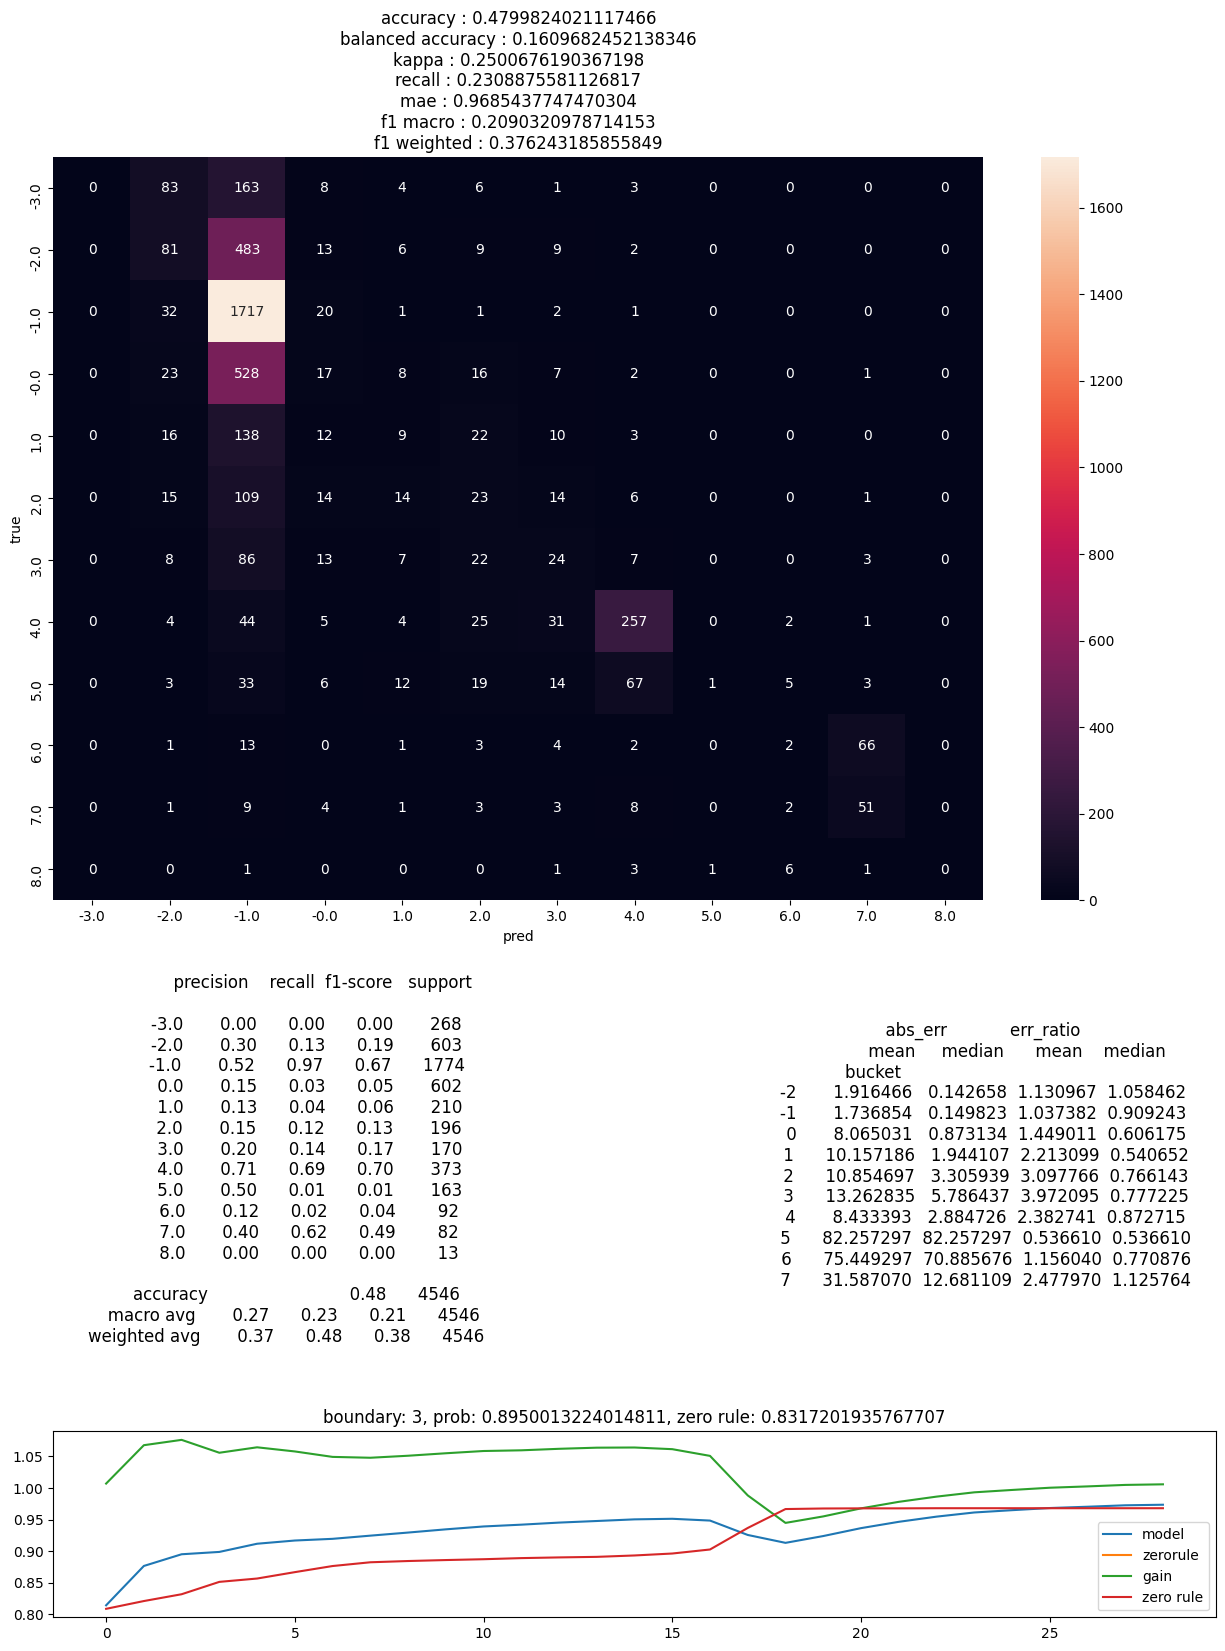 accuracy : 0.4799824021117466
balanced accuracy : 0.1609682452138346
kappa : 0.2500676190367198
recall : 0.2308875581126817
mae : 0.9685437747470304
f1 macro : 0.2090320978714153
f1 weighted : 0.376243185855849
-3.0 0 83 163 8 4 6 1 3 0 0 0 0
-2.0 0 81 483 13 6 9 9 2 0 0 0 0
-1.0 0 32 1717 20 1 1 2 1 0 0 0 0
-0.0 0 23 528 17 8 16 7 2 0 0 1 0
1.0 0 16 138 12 9 22 10 3 0 0 0 0
2.0 0 15 109 14 14 23 14 6 0 0 1 0
3.0 0 8 86 13 7 22 24 7 0 0 3 0
4.0 0 4 44 5 4 25 31 257 0 2 1 0
5.0 0 3 33 6 12 19 14 67 1 5 3 0
6.0 0 1 13 0 1 3 4 2 0 2 66 0
7.0 0 1 9 4 1 3 3 8 0 2 51 0
8.0 0 0 1 0 0 0 1 3 1 6 1 0
-3.0 -2.0 -1.0 -0.0 1.0 2.0 3.0 4.0 5.0 6.0 7.0 8.0
true
pred
1600
1400
1200
1000
800
600
400
200
0
precision recall f1-score support
-3.0 0.00 0.00 0.00 268
-2.0 0.30 0.13 0.19 603
-1.0 0.52 0.97 0.67 1774
0.0 0.15 0.03 0.05 602
1.0 0.13 0.04 0.06 210
2.0 0.15 0.12 0.13 196
3.0 0.20 0.14 0.17 170
4.0 0.71 0.69 0.70 373
5.0 0.50 0.01 0.01 163
6.0 0.12 0.02 0.04 92
7.0 0.40 0.62 0.49 82
8.0 0.00 0.00 0.00 13
accuracy 0.48 4546
macro avg 0.27 0.23 0.21 4546
weighted avg 0.37 0.48 0.38 4546
abs_err err_ratio
mean median mean median
bucket
-2 1.916466 0.142658 1.130967 1.058462
-1 1.736854 0.149823 1.037382 0.909243
0 8.065031 0.873134 1.449011 0.606175
1 10.157186 1.944107 2.213099 0.540652
2 10.854697 3.305939 3.097766 0.766143
3 13.262835 5.786437 3.972095 0.777225
4 8.433393 2.884726 2.382741 0.872715
5 82.257297 82.257297 0.536610 0.536610
6 75.449297 70.885676 1.156040 0.770876
7 31.587070 12.681109 2.477970 1.125764
boundary: 3, prob: 0.8950013224014811, zero rule: 0.8317201935767707
1.05
1.00
0.95
0.90
0.85
0.80
0 5 10 15 20 25
model
zerorule
gain
zero rule